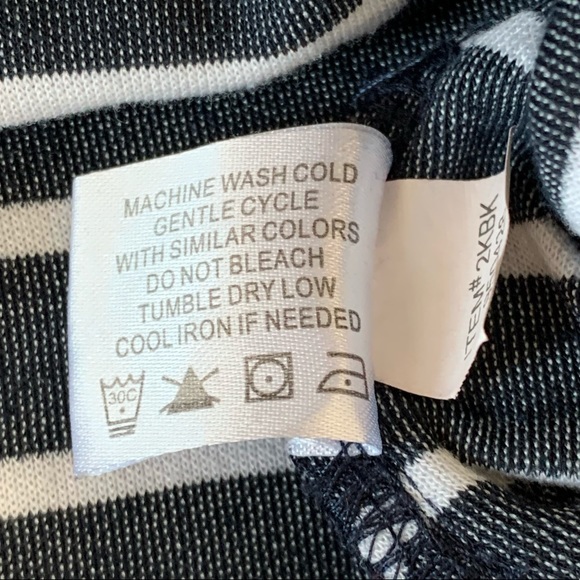 MACHINE WASH COLD
GENTLE CYCLE
WITH SIMILAR COLORS
DO NOT BLEACH
TUMBLE DRY LOW
COOL IRON IF NEEDED
30C
ITEM# 2KBK